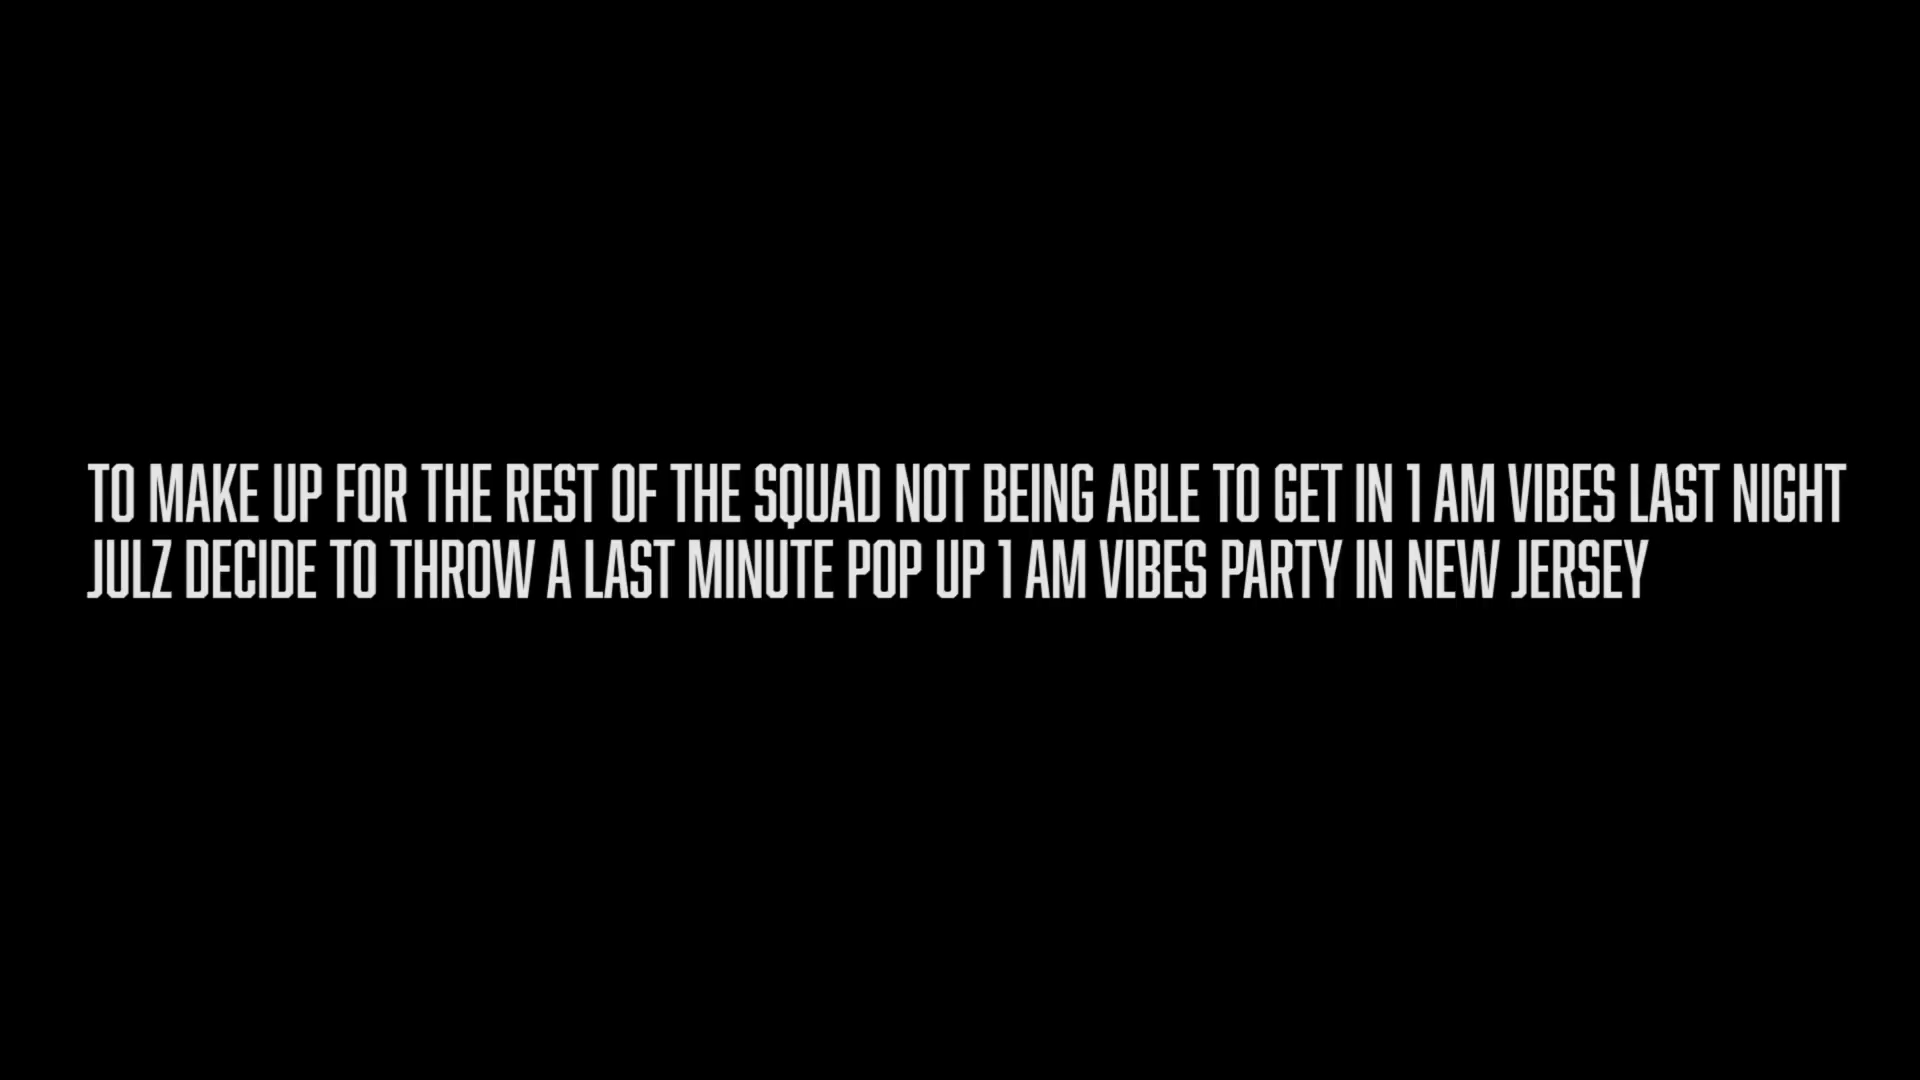 TO MAKE UP FOR THE REST OF THE SQUAD NOT BEING ABLE TO GET IN 1 AM VIBES LAST NIGHT
JULZ DECIDE TO THROW A LAST MINUTE POP UP 1 AM VIBES PARTY IN NEW JERSEY